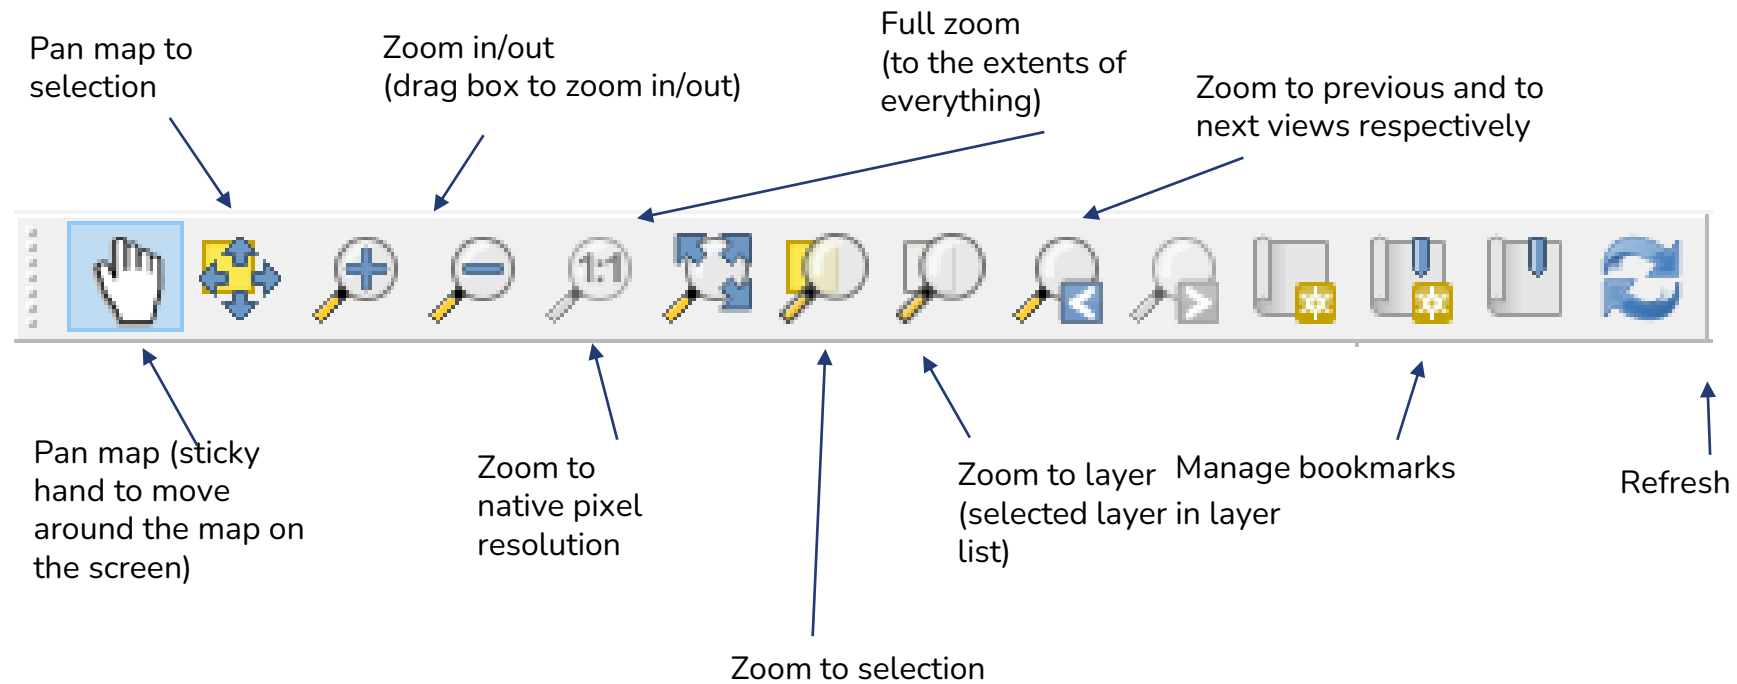 Pan map to
selection
Zoom in/out
(drag box to zoom in/out)
Full zoom
(to the extents of
everything)
Zoom to previous and to
next views respectively
1:1
Pan map (sticky
hand to move
around the map on
the screen)
Zoom to
native pixel
resolution
Zoom to selection
Zoom to layer
(selected layer in layer
list)
Manage bookmarks
Refresh